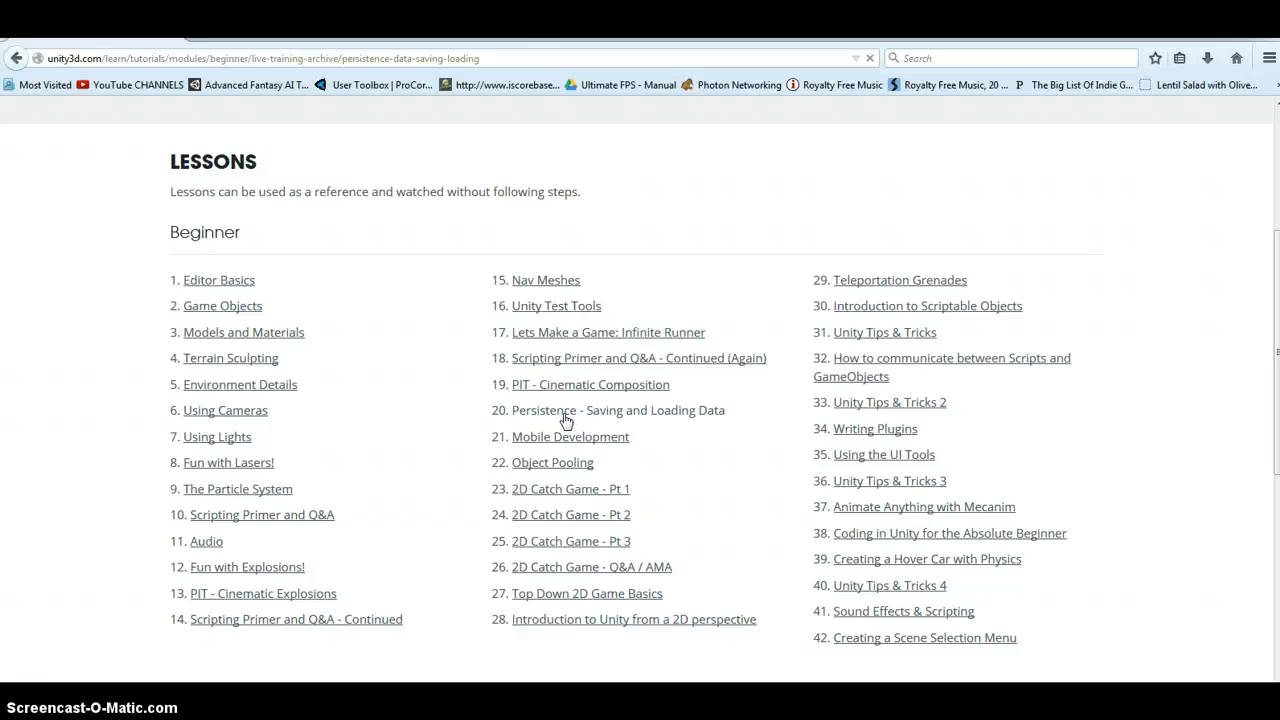 unity3d.com/learn/tutorials/modules/beginner/live-training-archive/persistence-data-saving-loading
Search
Most Visited
YouTube CHANNELS
Advanced Fantasy AI T...
User Toolbox | ProCor...
http://www.iscorebase...
Ultimate FPS - Manual
Photon Networking
Royalty Free Music
Royalty Free Music, 20 ...
P The Big List Of Indie G...
Lentil Salad with Olive...
LESSONS
Lessons can be used as a reference and watched without following steps.
Beginner
1. Editor Basics
2. Game Objects
3. Models and Materials
4. Terrain Sculpting
5. Environment Details
6. Using Cameras
7. Using Lights
8. Fun with Lasers!
9. The Particle System
10. Scripting Primer and Q&A
11. Audio
12. Fun with Explosions!
13. PIT - Cinematic Explosions
14. Scripting Primer and Q&A - Continued
15. Nav Meshes
16. Unity Test Tools
17. Lets Make a Game: Infinite Runner
18. Scripting Primer and Q&A - Continued (Again)
19. PIT - Cinematic Composition
20. Persistence - Saving and Loading Data
21. Mobile Development
22. Object Pooling
23. 2D Catch Game - Pt 1
24. 2D Catch Game - Pt 2
25. 2D Catch Game - Pt 3
26. 2D Catch Game - Q&A / AMA
27. Top Down 2D Game Basics
28. Introduction to Unity from a 2D perspective
29. Teleportation Grenades
30. Introduction to Scriptable Objects
31. Unity Tips & Tricks
32. How to communicate between Scripts and
GameObjects
33. Unity Tips & Tricks 2
34. Writing Plugins
35. Using the UI Tools
36. Unity Tips & Tricks 3
37. Animate Anything with Mecanim
38. Coding in Unity for the Absolute Beginner
39. Creating a Hover Car with Physics
40. Unity Tips & Tricks 4
41. Sound Effects & Scripting
42. Creating a Scene Selection Menu
Screencast-O-Matic.com